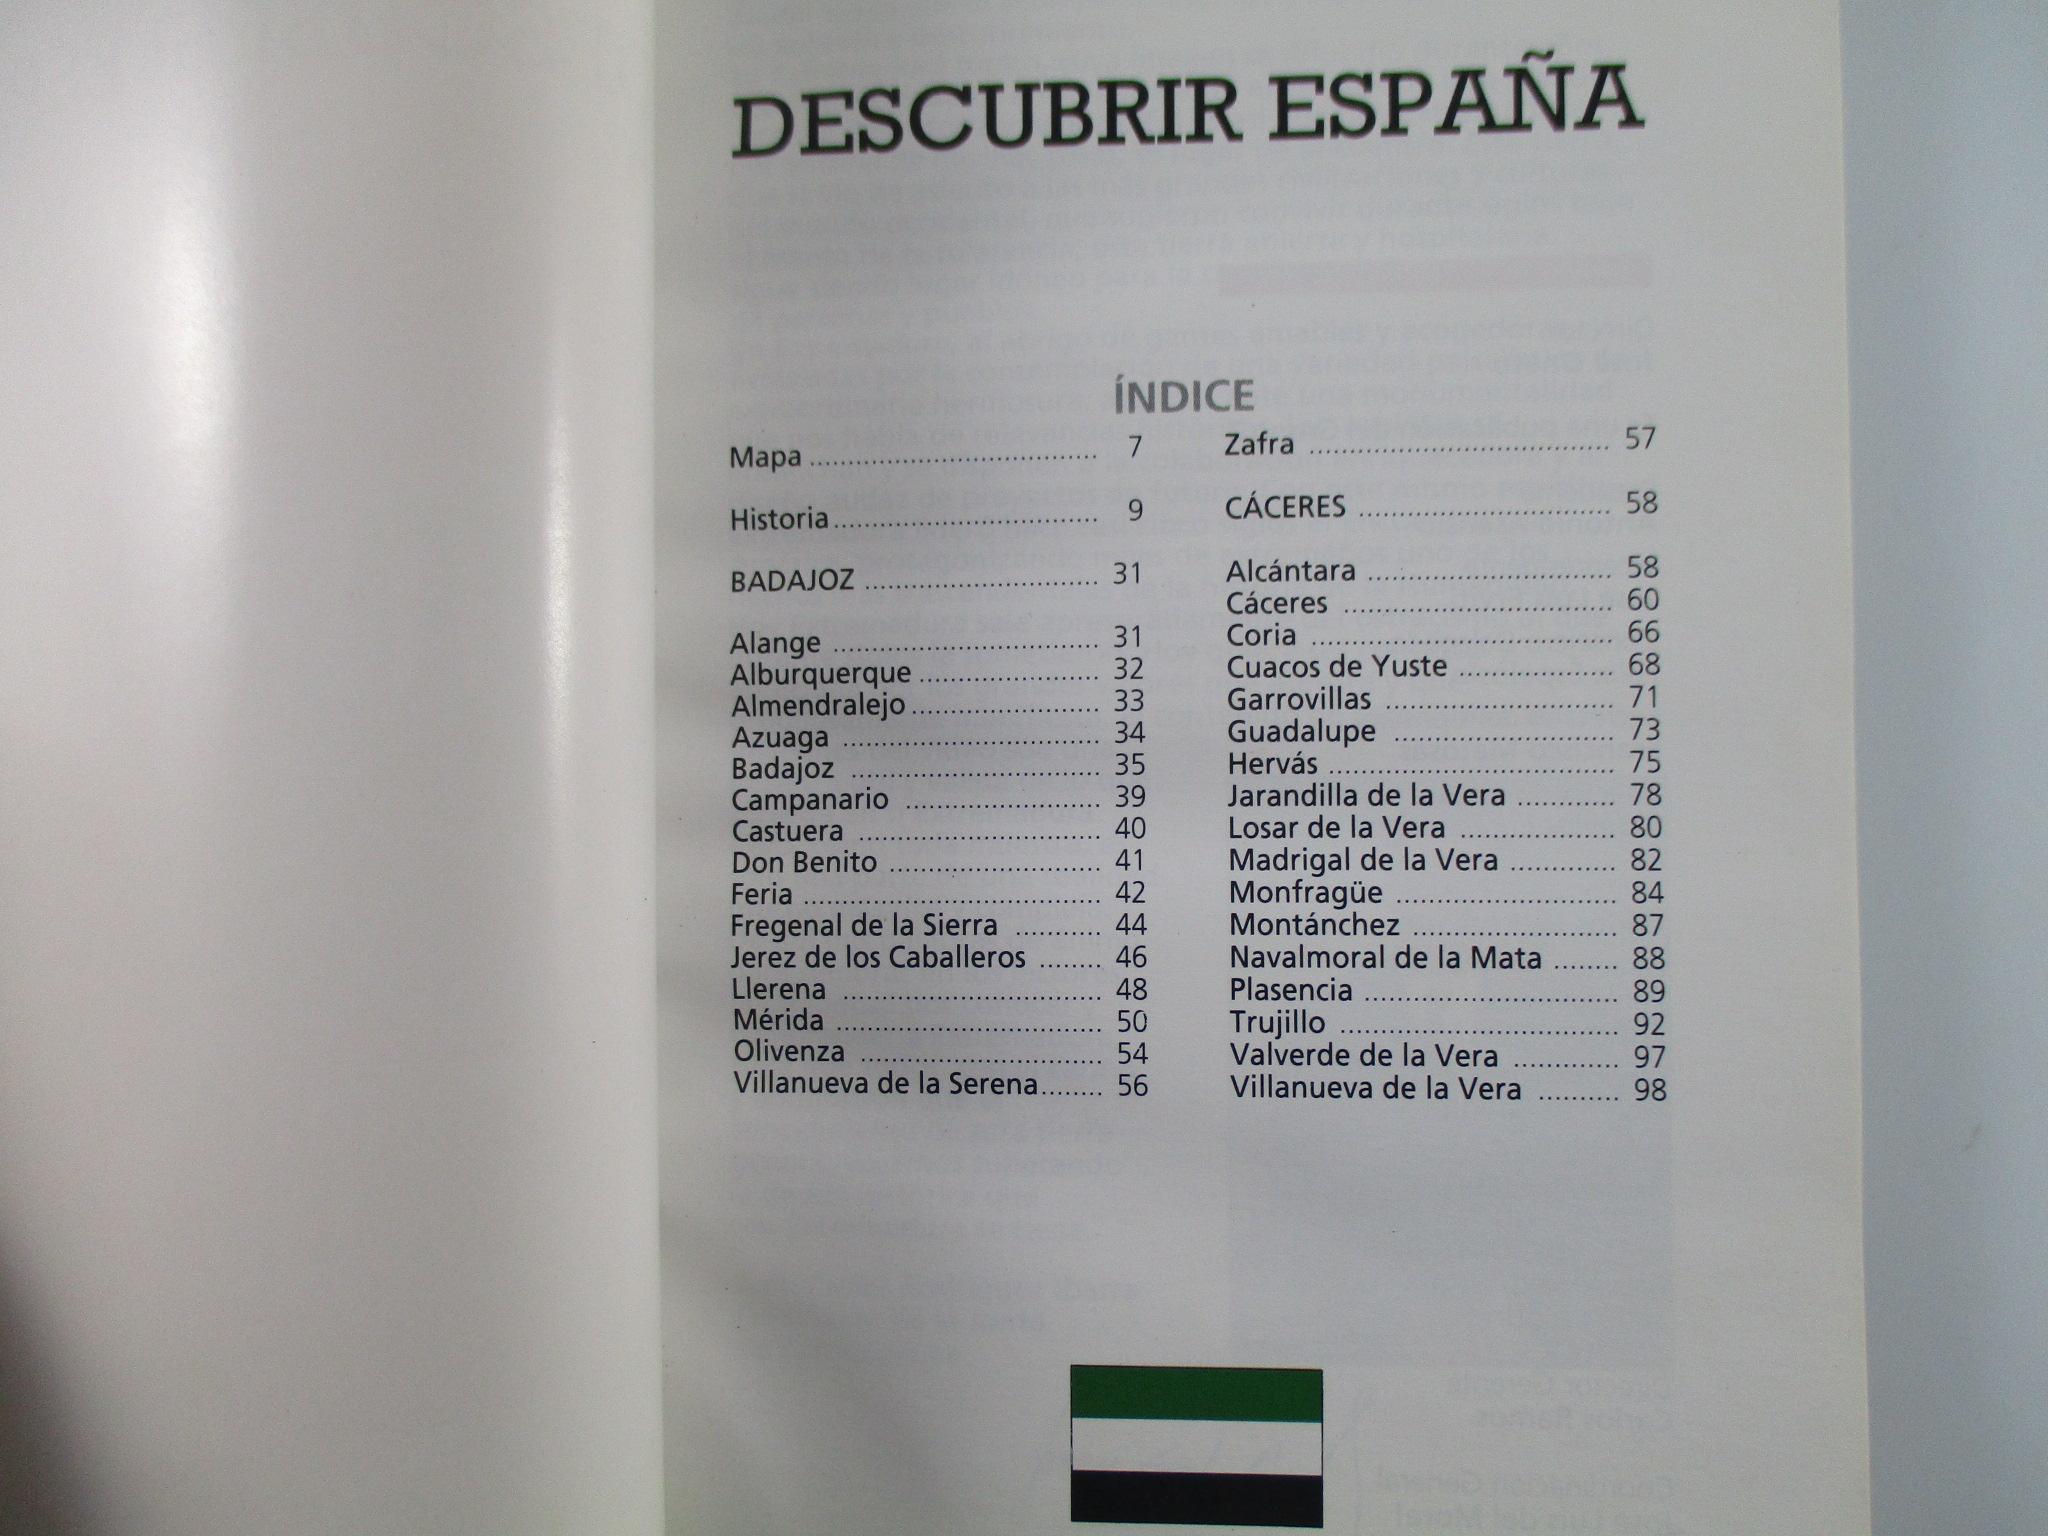 DESCUBRIR ESPAÑA
ÍNDICE
Mapa .................................... 7
Historia ................................. 9
BADAJOZ .............................. 31
Alange ................................. 31
Alburquerque ....................... 32
Almendralejo ........................ 33
Azuaga ................................ 34
Badajoz ............................... 35
Campanario ......................... 39
Castuera .............................. 40
Don Benito ........................... 41
Feria .................................... 42
Fregenal de la Sierra ........... 44
Jerez de los Caballeros ........ 46
Llerena ................................ 48
Mérida ................................. 50
Olivenza .............................. 54
Villanueva de la Serena ........ 56
Zafra ................................... 57
CÁCERES .............................. 58
Alcántara ............................. 58
Cáceres ............................... 60
Coria ................................... 66
Cuacos de Yuste ................... 68
Garrovillas ........................... 71
Guadalupe ........................... 73
Hervás ................................. 75
Jarandilla de la Vera ............ 78
Losar de la Vera .................. 80
Madrigal de la Vera ............. 82
Monfragüe ........................... 84
Montánchez ......................... 87
Navalmoral de la Mata ........ 88
Plasencia ............................. 89
Trujillo ................................. 92
Valverde de la Vera ............. 97
Villanueva de la Vera .......... 98